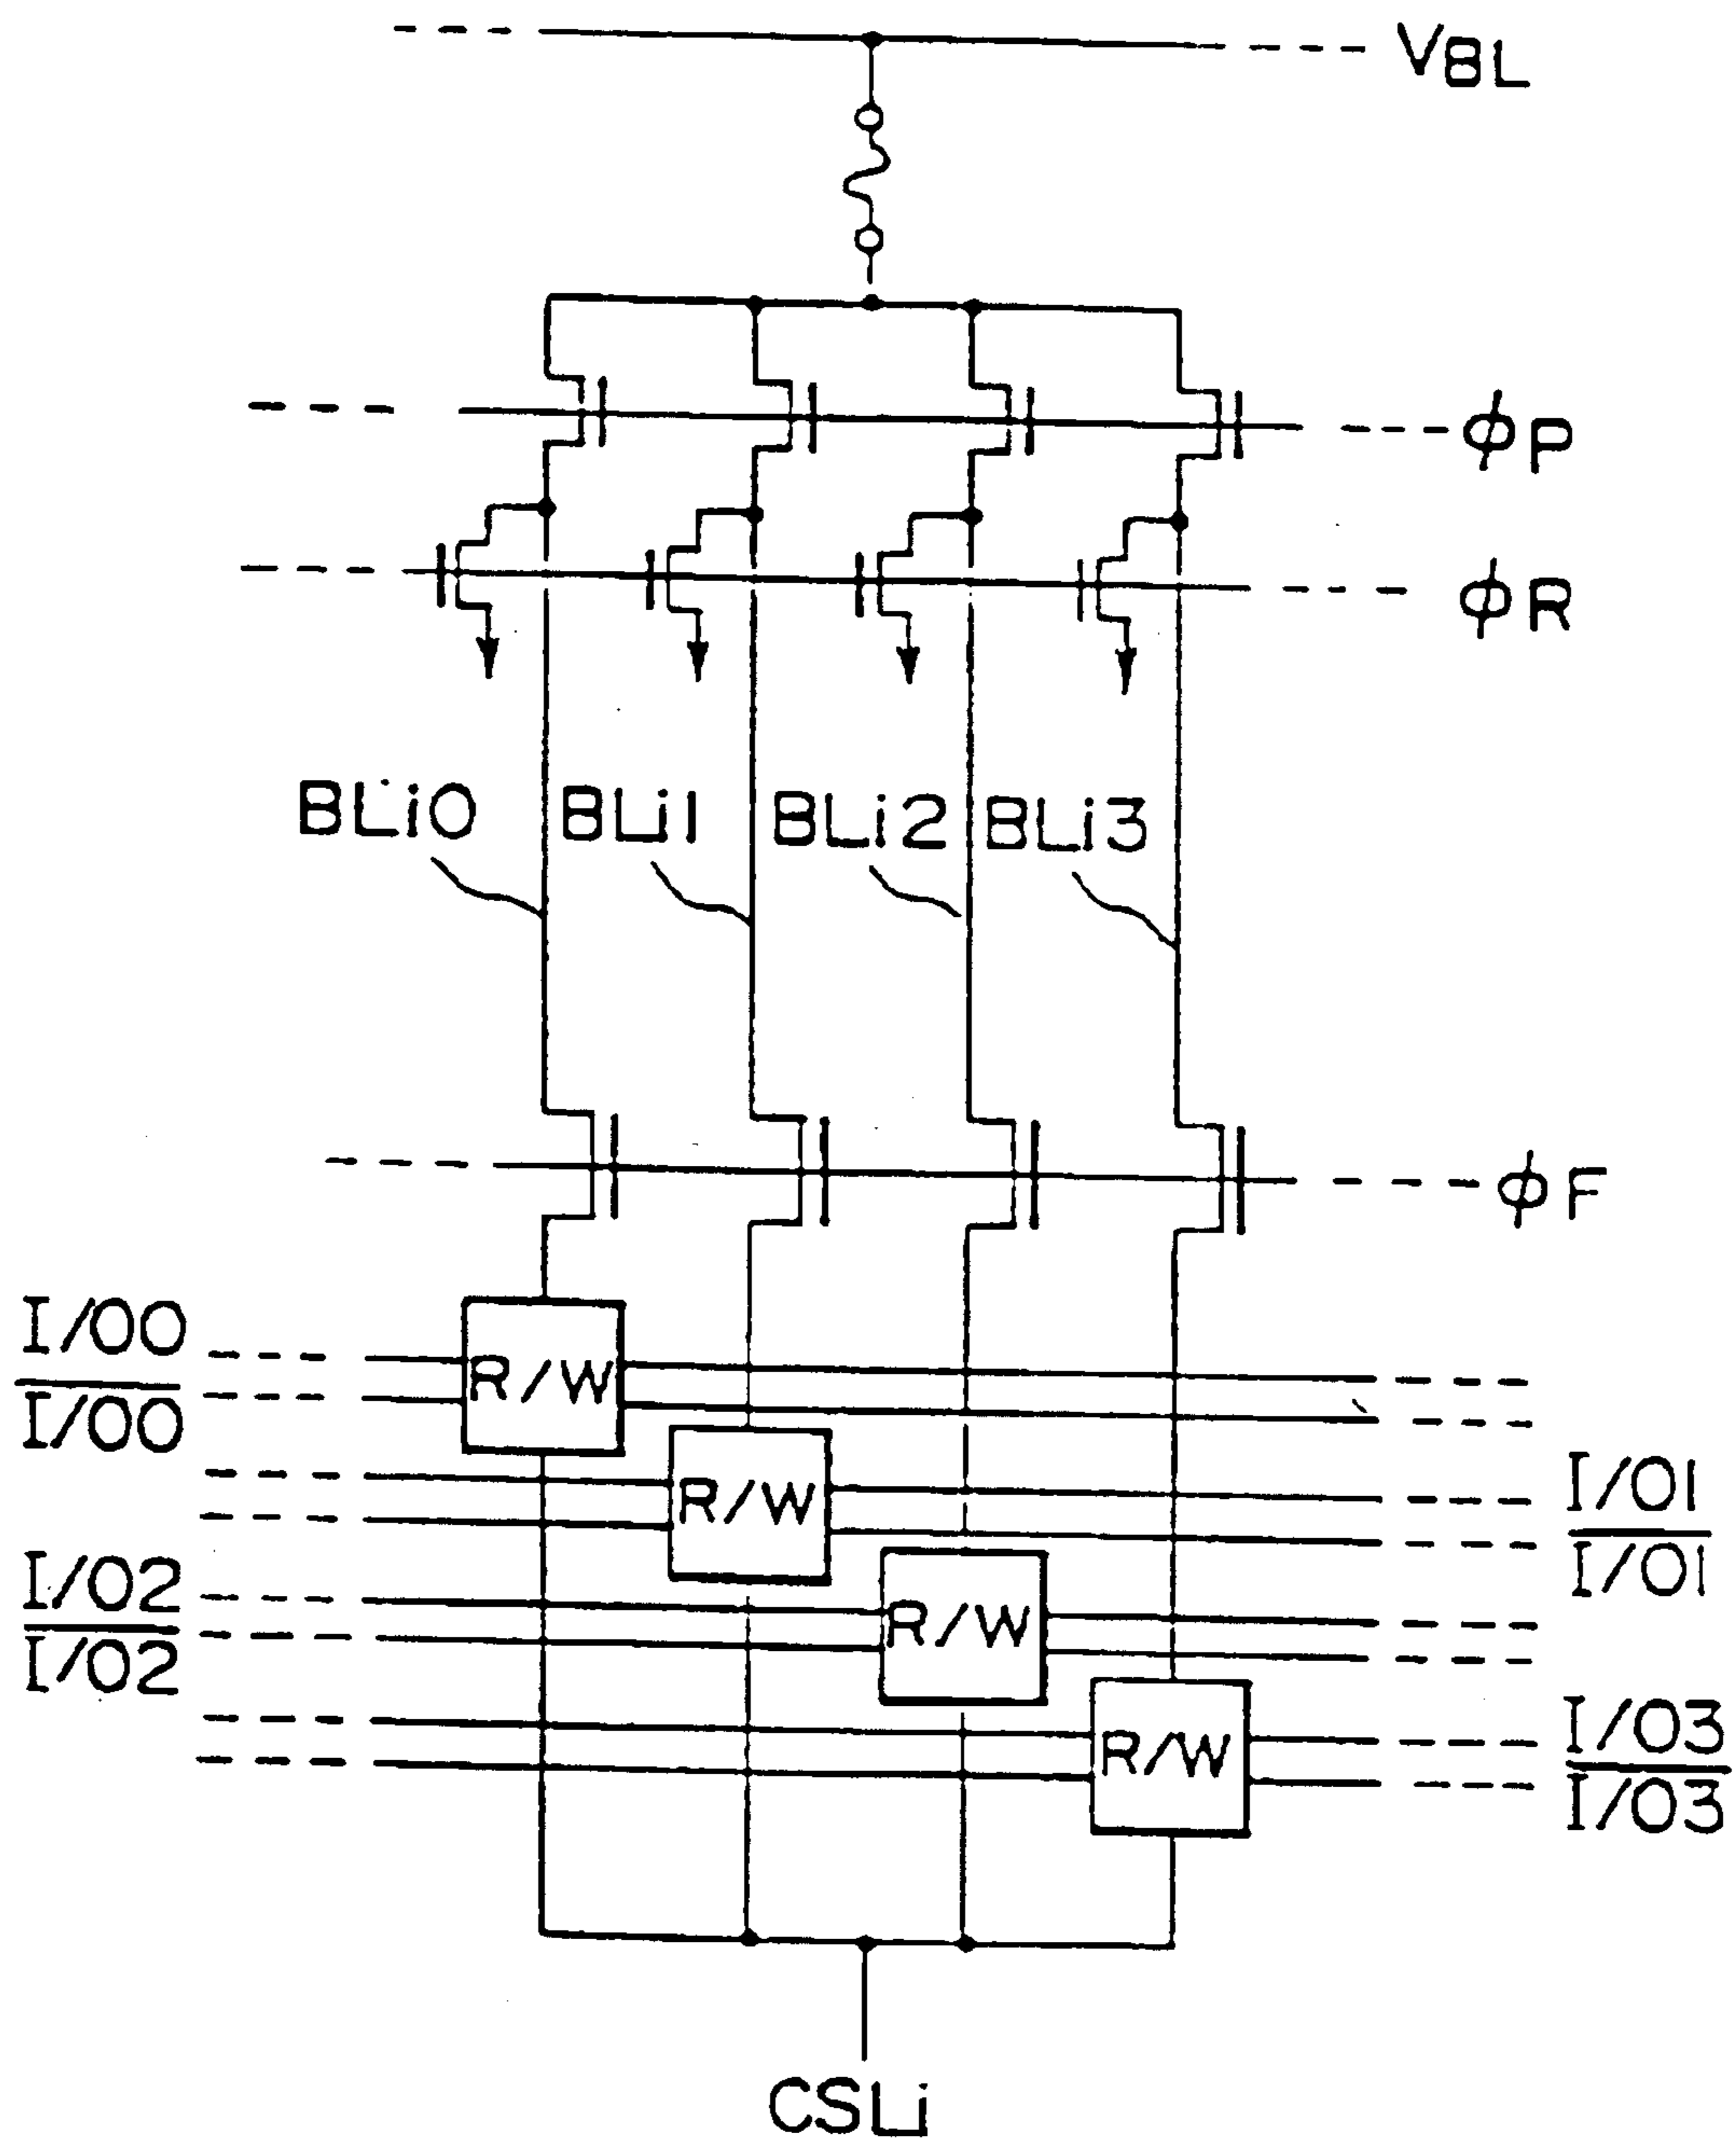 VBL
ϕP
ϕR
BLi0 BLi1 BLi2 BLi3
ϕF
I/O0
R/W
I/O0
R/W
I/O1
I/O1
I/O2
R/W
I/O2
R/W
I/O3
I/O3
CSLi